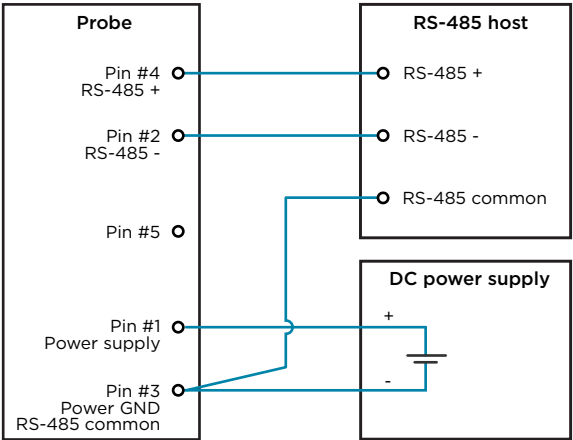 Probe
Pin #4
RS-485 +
Pin #2
RS-485 -
Pin #5
Pin #1
Power supply
Pin #3
Power GND
RS-485 common
RS-485 host
RS-485 +
RS-485 -
RS-485 common
DC power supply
+
-